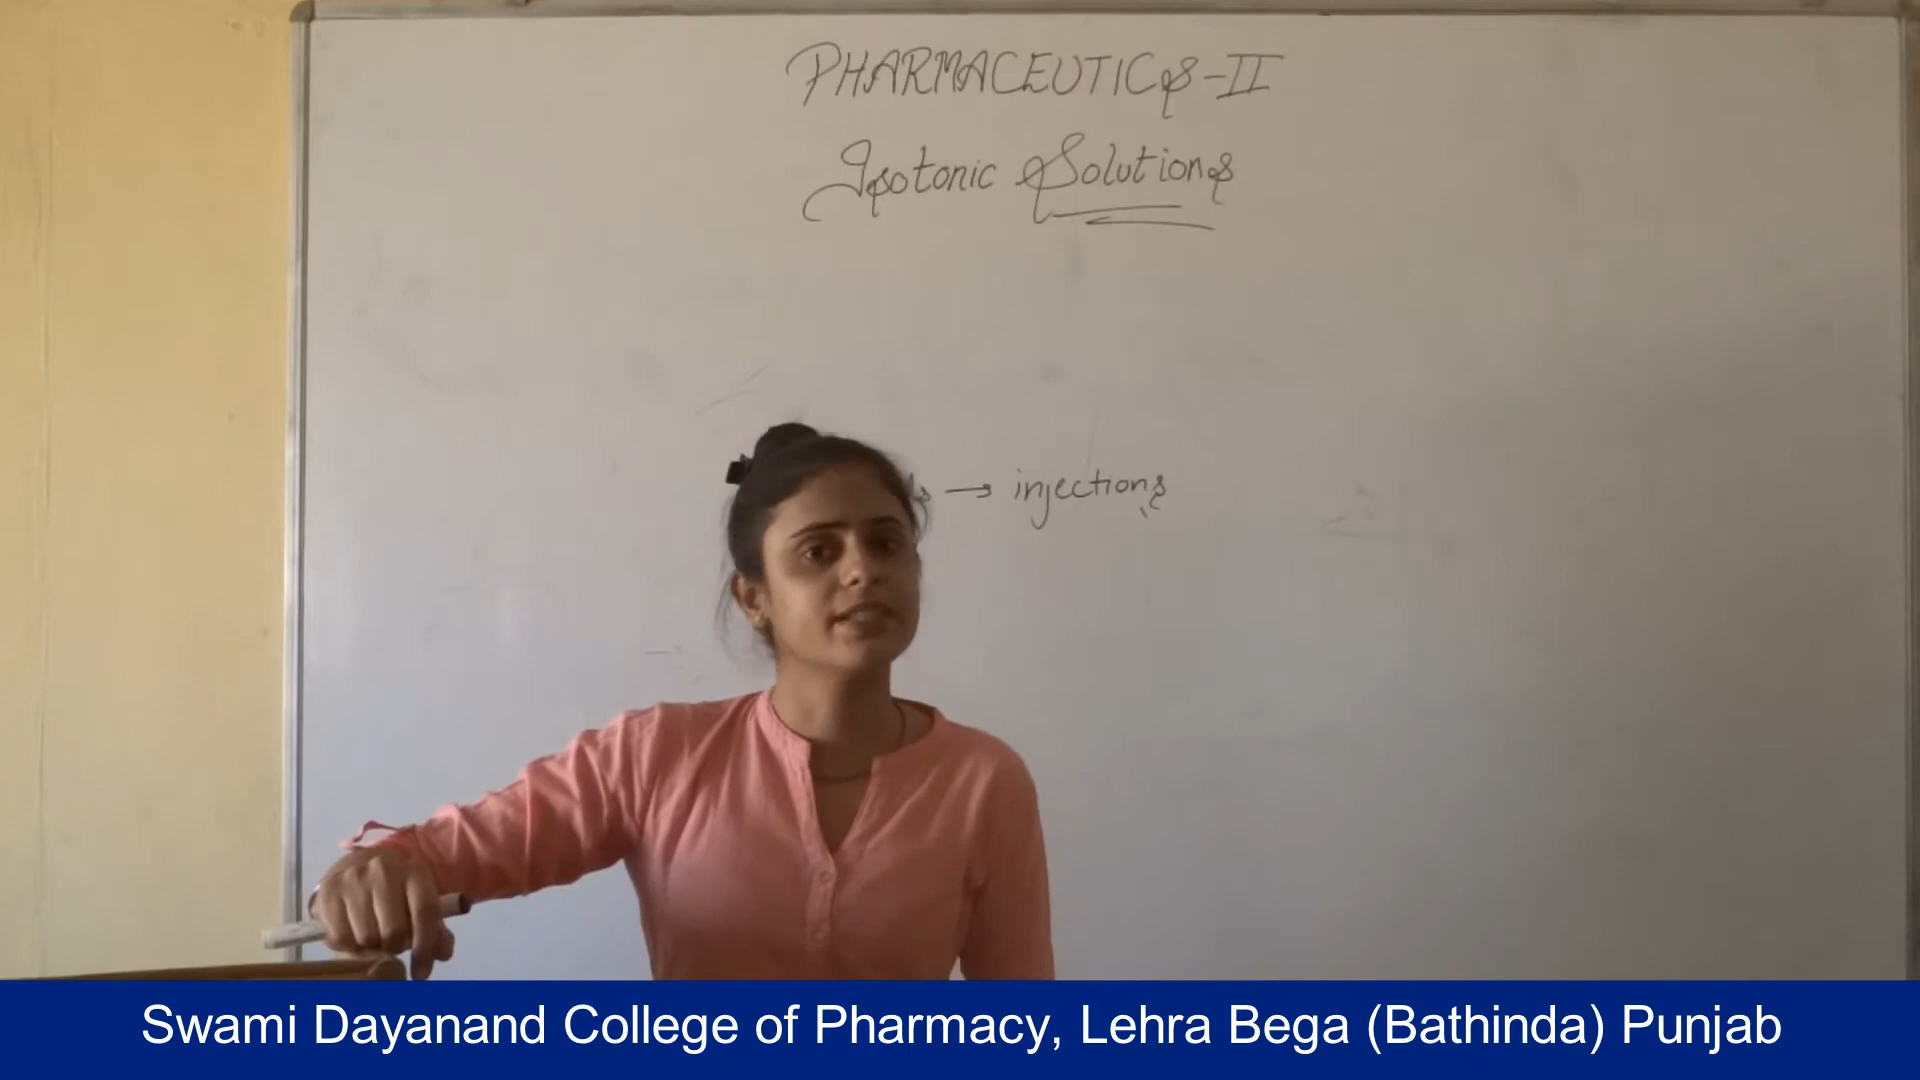 PHARMACEUTICS-II
Isotonic Solutions
→ injections
Swami Dayanand College of Pharmacy, Lehra Bega (Bathinda) Punjab